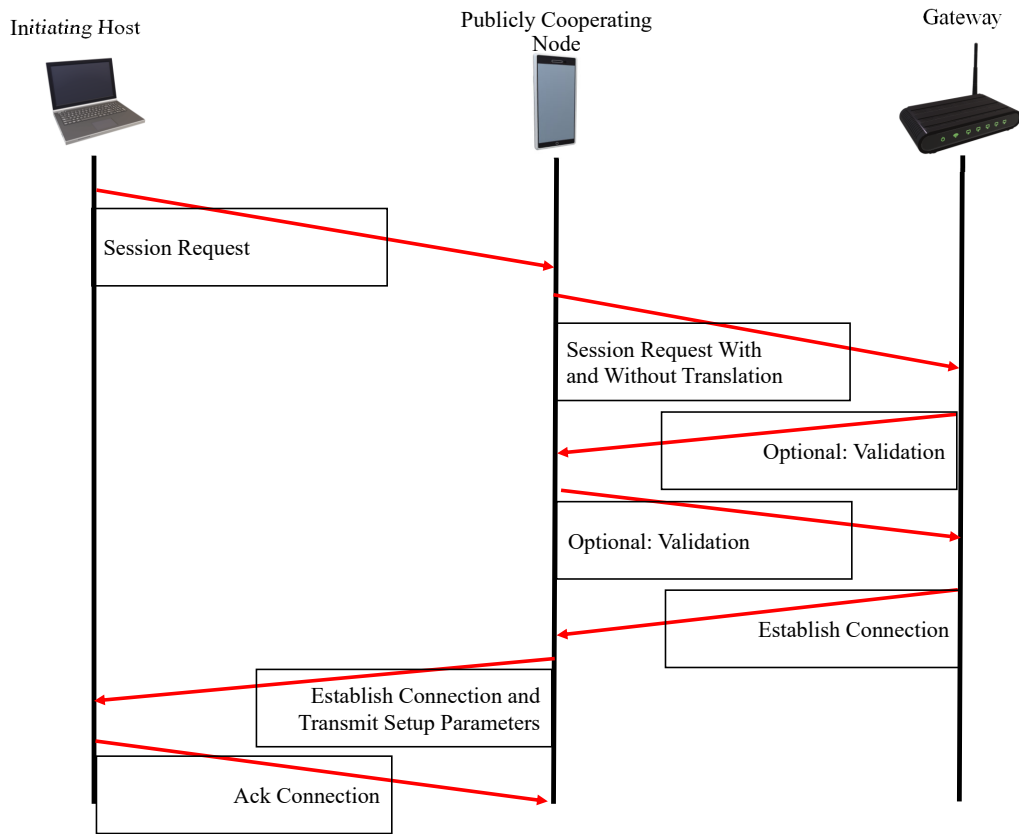 Initiating Host
Publicly Cooperating
Node
Gateway
Session Request
Session Request With
and Without Translation
Optional: Validation
Optional: Validation
Establish Connection
Establish Connection and
Transmit Setup Parameters
Ack Connection